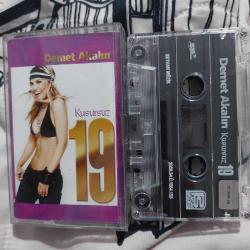 Demet Akalın
Kusursuz
19
Demet Akalın
Kusursuz 19